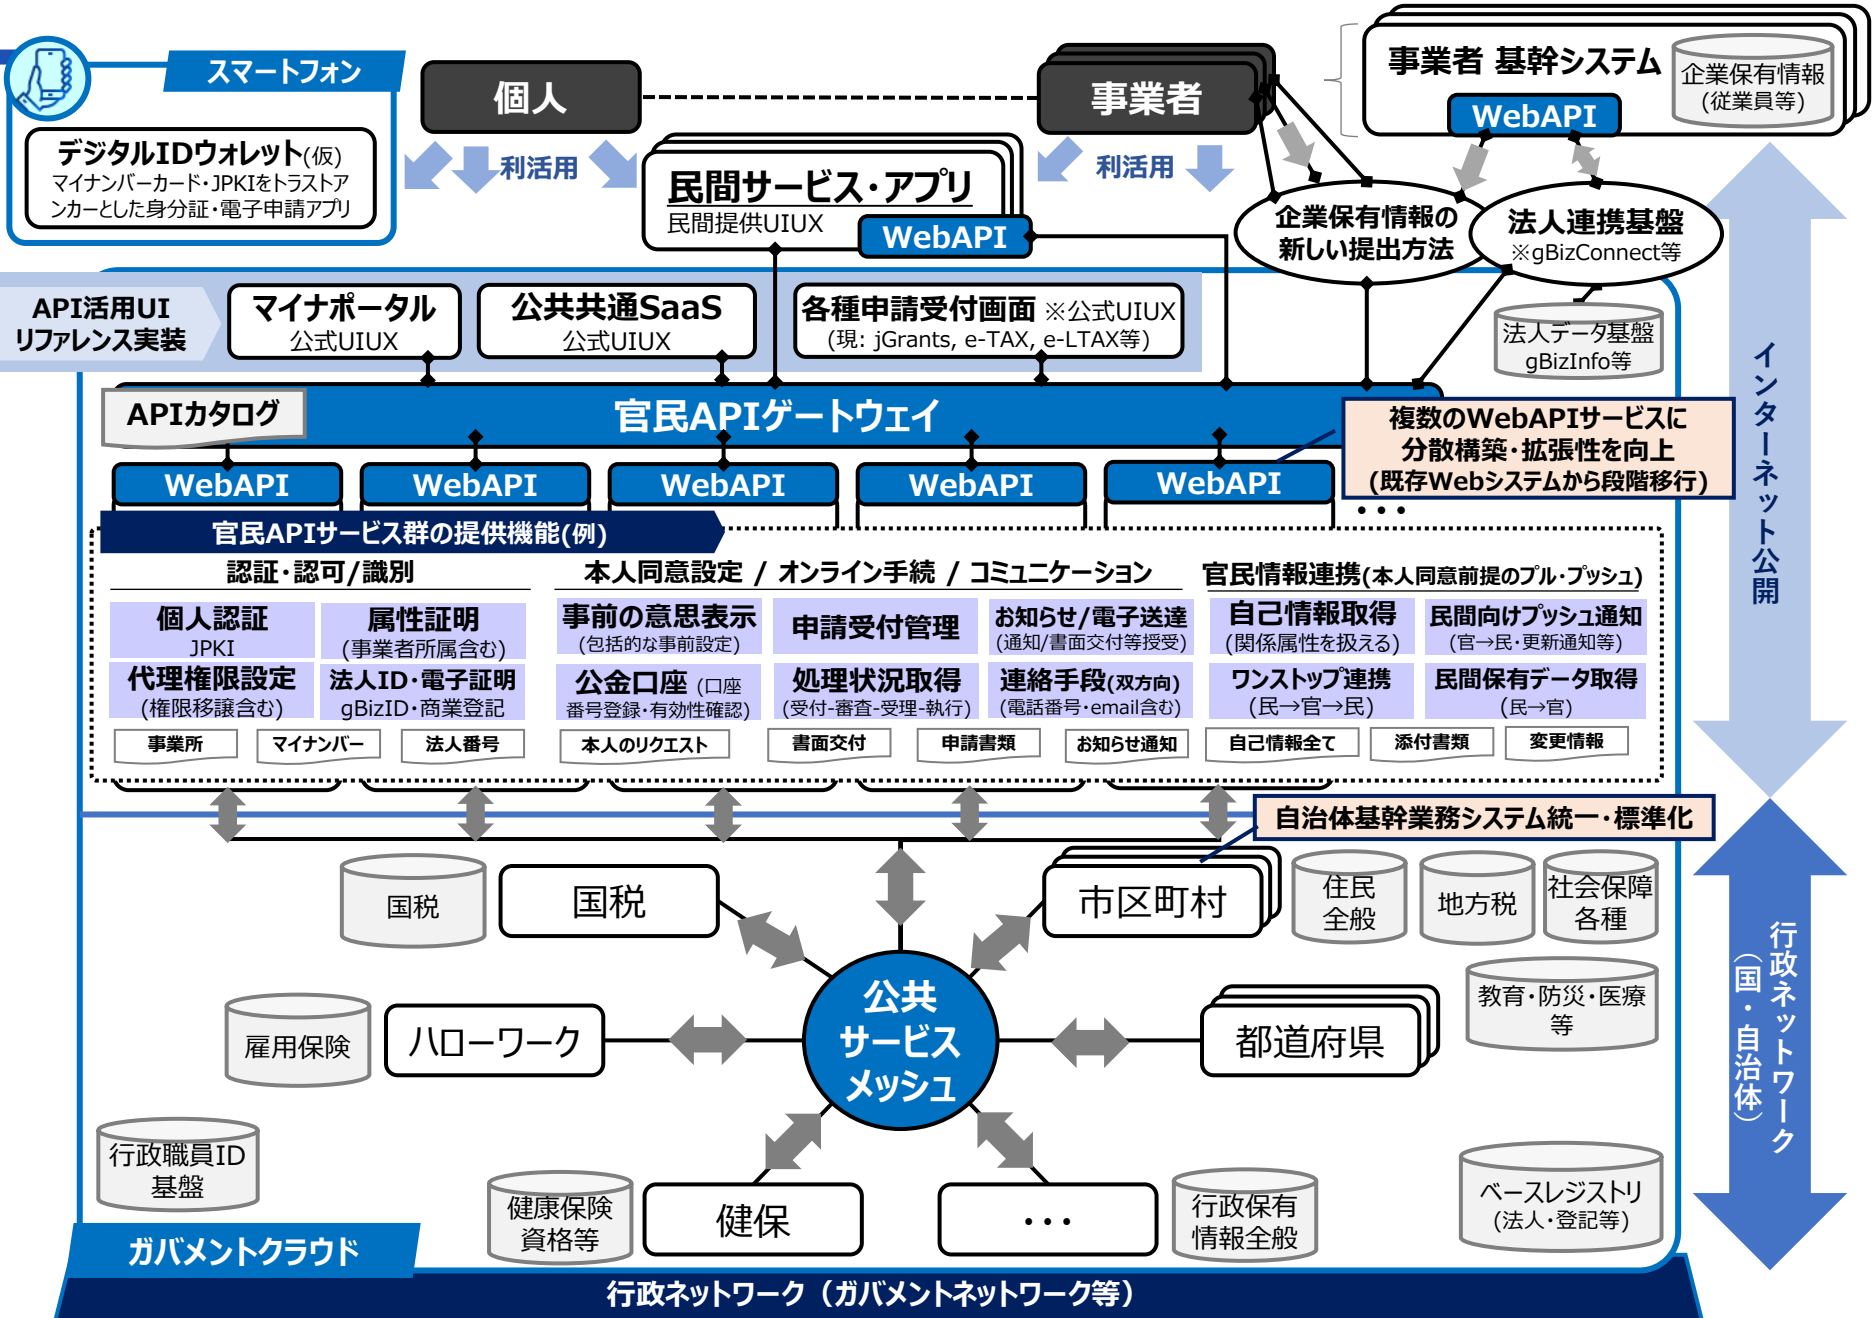 スマートフォン
デジタルIDウォレット(仮)
マイナンバーカード・JPKIをトラストア
ンカーとした身分証・電子申請アプリ
個人
事業者
利活用
利活用
民間サービス・アプリ
民間提供UIUX
WebAPI
事業者 基幹システム
WebAPI
企業保有情報
(従業員等)
企業保有情報の
新しい提出方法
法人連携基盤
※gBizConnect等
法人データ基盤
gBizInfo等
API活用UI
リファレンス実装
マイナポータル
公式UIUX
公共共通SaaS
公式UIUX
各種申請受付画面 ※公式UIUX
(現: jGrants, e-TAX, e-LTAX等)
APIカタログ
官民APIゲートウェイ
複数のWebAPIサービスに
分散構築・拡張性を向上
(既存Webシステムから段階移行)
WebAPI
WebAPI
WebAPI
WebAPI
WebAPI
・・・
官民APIサービス群の提供機能(例)
認証・認可/識別
個人認証
JPKI
属性証明
(事業者所属含む)
代理権限設定
(権限移譲含む)
法人ID・電子証明
gBizID・商業登記
事業所
マイナンバー
法人番号
本人同意設定 / オンライン手続 / コミュニケーション
事前の意思表示
(包括的な事前設定)
申請受付管理
お知らせ/電子送達
(通知/書面交付等授受)
公金口座 (口座
番号登録・有効性確認)
処理状況取得
(受付-審査-受理-執行)
連絡手段(双方向)
(電話番号・email含む)
本人のリクエスト
書面交付
申請書類
お知らせ通知
官民情報連携(本人同意前提のプル・プッシュ)
自己情報取得
(関係属性を扱える)
民間向けプッシュ通知
(官→民・更新通知等)
ワンストップ連携
(民→官→民)
民間保有データ取得
(民→官)
自己情報全て
添付書類
変更情報
インターネット公開
自治体基幹業務システム統一・標準化
国税
国税
市区町村
住民
全般
地方税
社会保障
各種
雇用保険
ハローワーク
公共
サービス
メッシュ
都道府県
教育・防災・医療
等
行政職員ID
基盤
健康保険
資格等
健保
・・・
行政保有
情報全般
ベースレジストリ
(法人・登記等)
行政ネットワーク
（国・自治体）
ガバメントクラウド
行政ネットワーク（ガバメントネットワーク等）